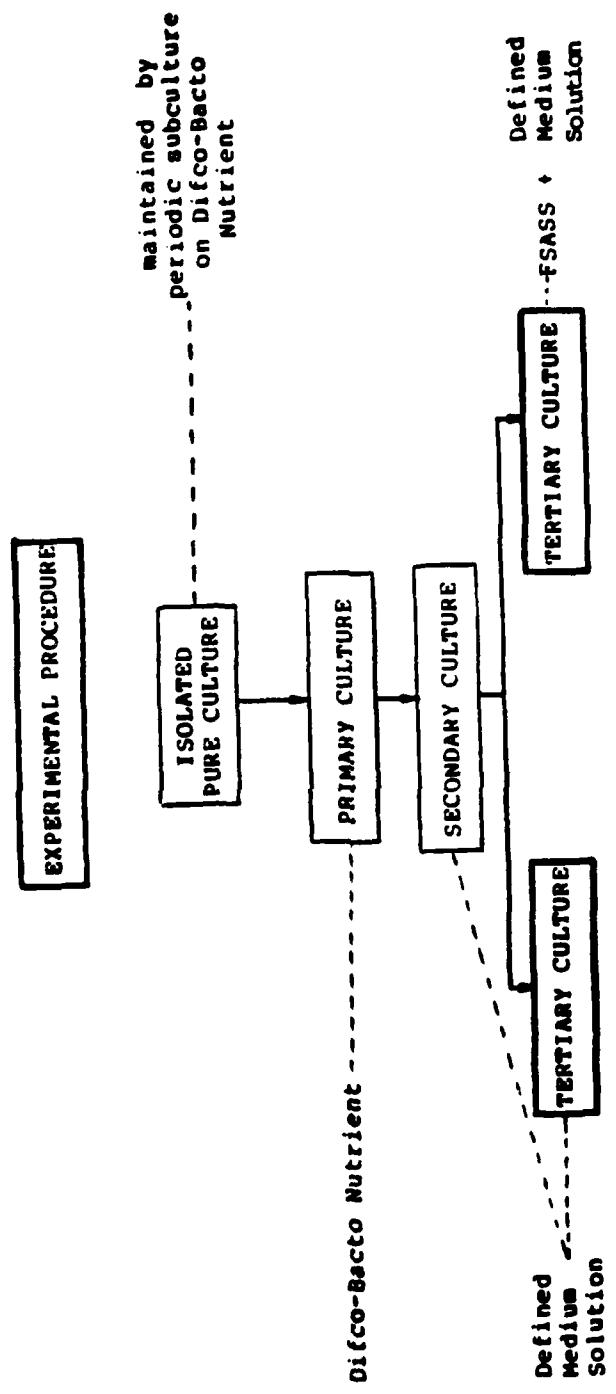 EXPERIMENTAL PROCEDURE
ISOLATED
PURE CULTURE
maintained by
periodic subculture
on Difco-Bacto
Nutrient
PRIMARY CULTURE
Difco-Bacto Nutrient
SECONDARY CULTURE
TERTIARY CULTURE
TERTIARY CULTURE
Defined
Medium
Solution
FSASS + Defined
Medium
Solution